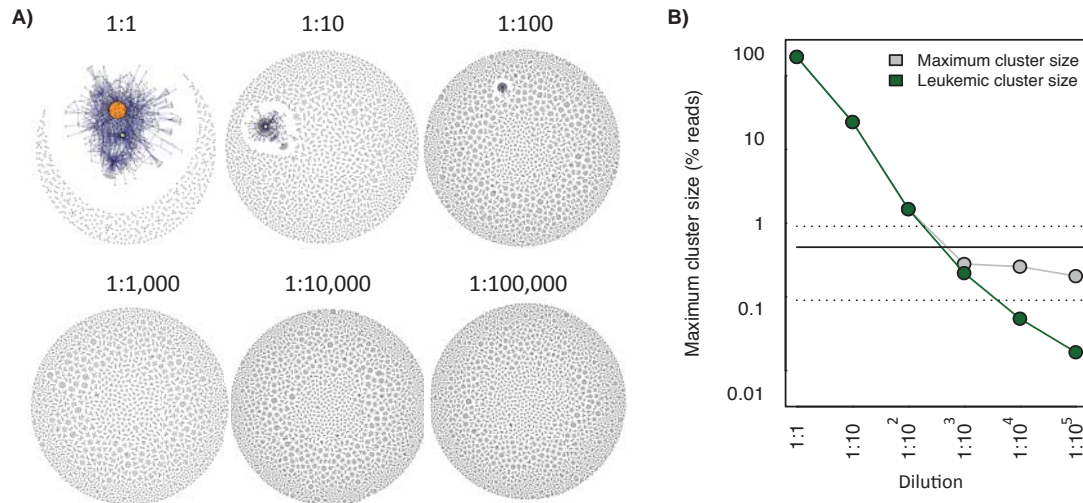 A)
1:1
1:10
1:100
1:1,000
1:10,000
1:100,000
B)
Maximum cluster size (% reads)
100
10
1
0.1
0.01
Maximum cluster size
Leukemic cluster size
1:1
1:10
1:10²
1:10³
1:10⁴
1:10⁵
Dilution